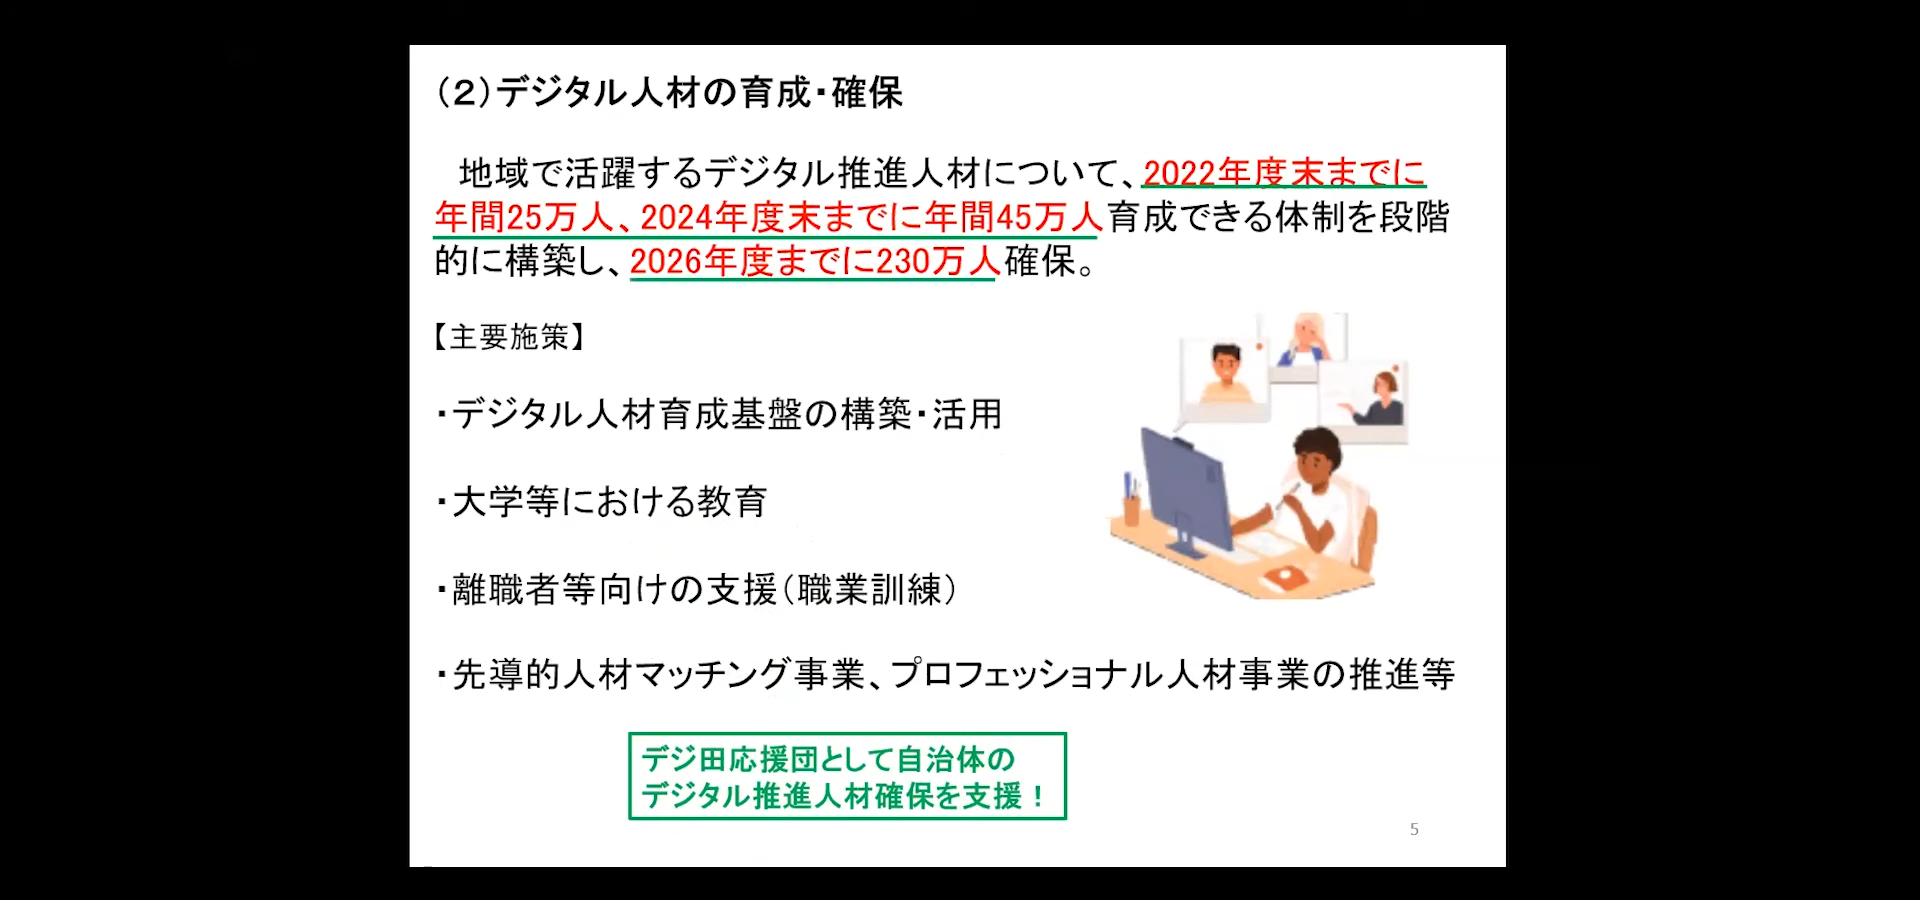 （２）デジタル人材の育成・確保
地域で活躍するデジタル推進人材について、2022年度末までに
年間25万人、2024年度末までに年間45万人育成できる体制を段階
的に構築し、2026年度までに230万人確保。
【主要施策】
・デジタル人材育成基盤の構築・活用
・大学等における教育
・離職者等向けの支援（職業訓練）
・先導的人材マッチング事業、プロフェッショナル人材事業の推進等
デジ田応援団として自治体の
デジタル推進人材確保を支援！
5